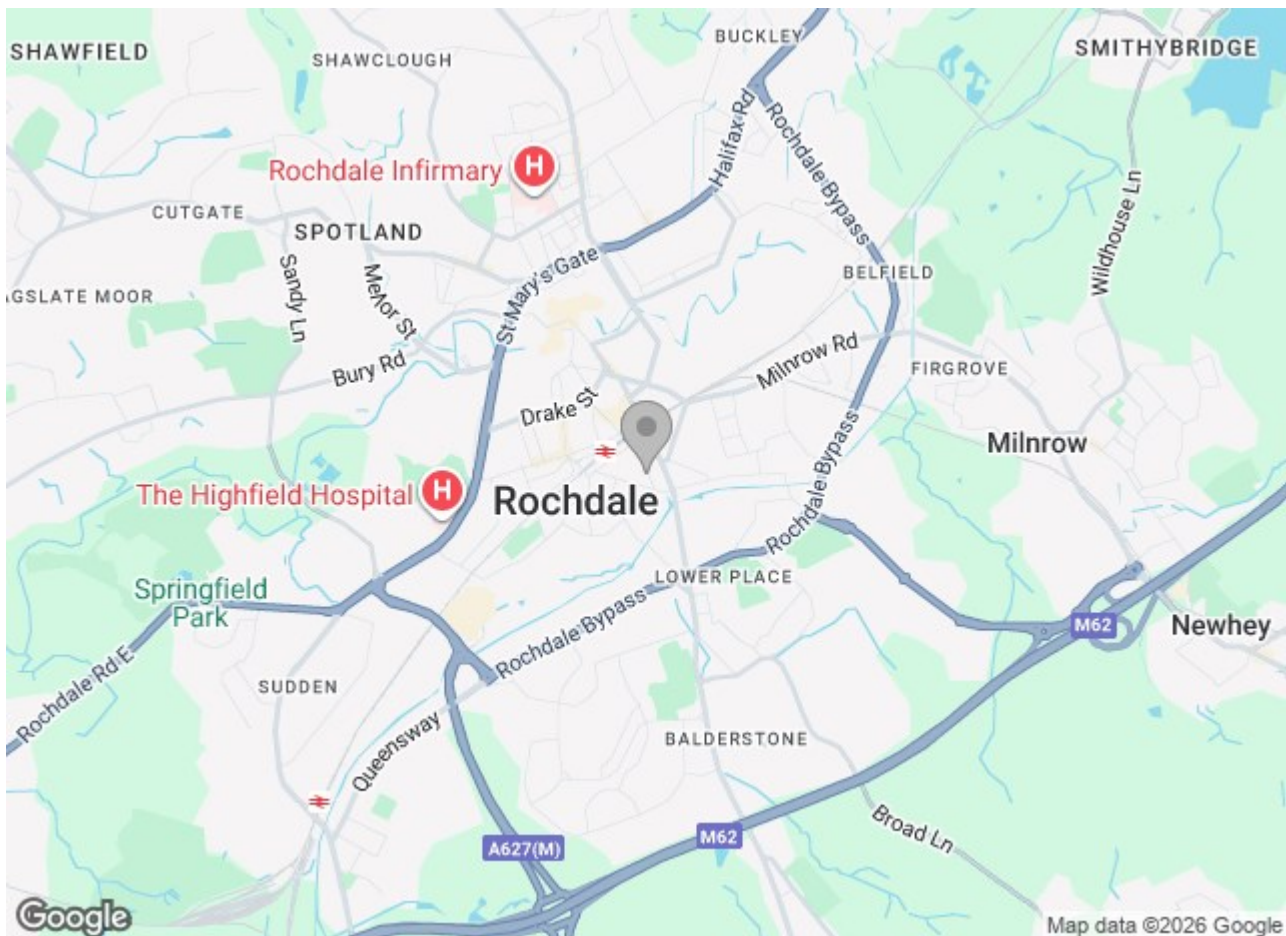 SHAWFIELD
SHAWCLOUGH
BUCKLEY
SMITHYBRIDGE
Rochdale Infirmary
H
Halifax Rd
Rochdale Bypass
CUTGATE
SPOTLAND
Sandy Ln
Mellor St
St Mary's Gate
BELFIELD
Wildhouse Ln
AGSLATE MOOR
Bury Rd
Drake St
Milnrow Rd
FIRGROVE
Milnrow
The Highfield Hospital
H
Rochdale
Rochdale Bypass
LOWER PLACE
Springfield
Park
Rochdale Bypass
M62
Newhey
Rochdale Rd E
SUDDEN
Queensway
BALDERSTONE
Broad Ln
A627(M)
M62
Google
Map data ©2026 Google